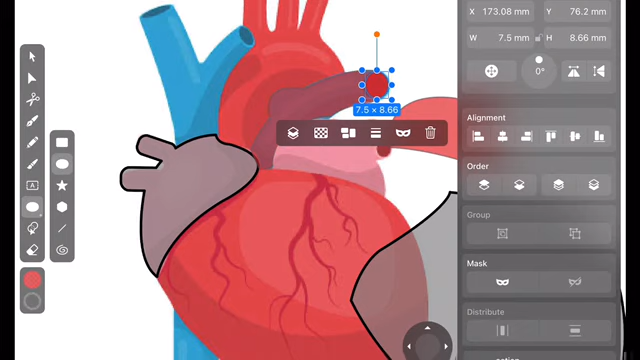 X 173.08 mm Y 76.2 mm
W 7.5 mm H 8.66 mm
0°
7.5 × 8.66
Alignment
Order
Group
Mask
Distribute